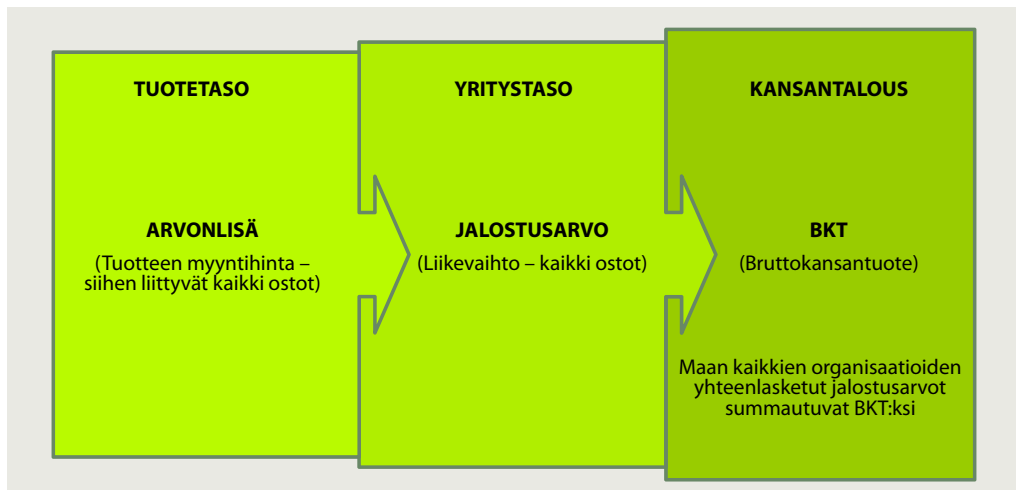 TUOTETASO
ARVONLISÄ
(Tuotteen myyntihinta –
siihen liittyvät kaikki ostot)
YRITYSTASO
JALOSTUSARVO
(Liikevaihto – kaikki ostot)
KANSANTALOUS
BKT
(Bruttokansantuote)
Maan kaikkien organisaatioiden
yhteenlasketut jalostusarvot
summautuvat BKT:ksi